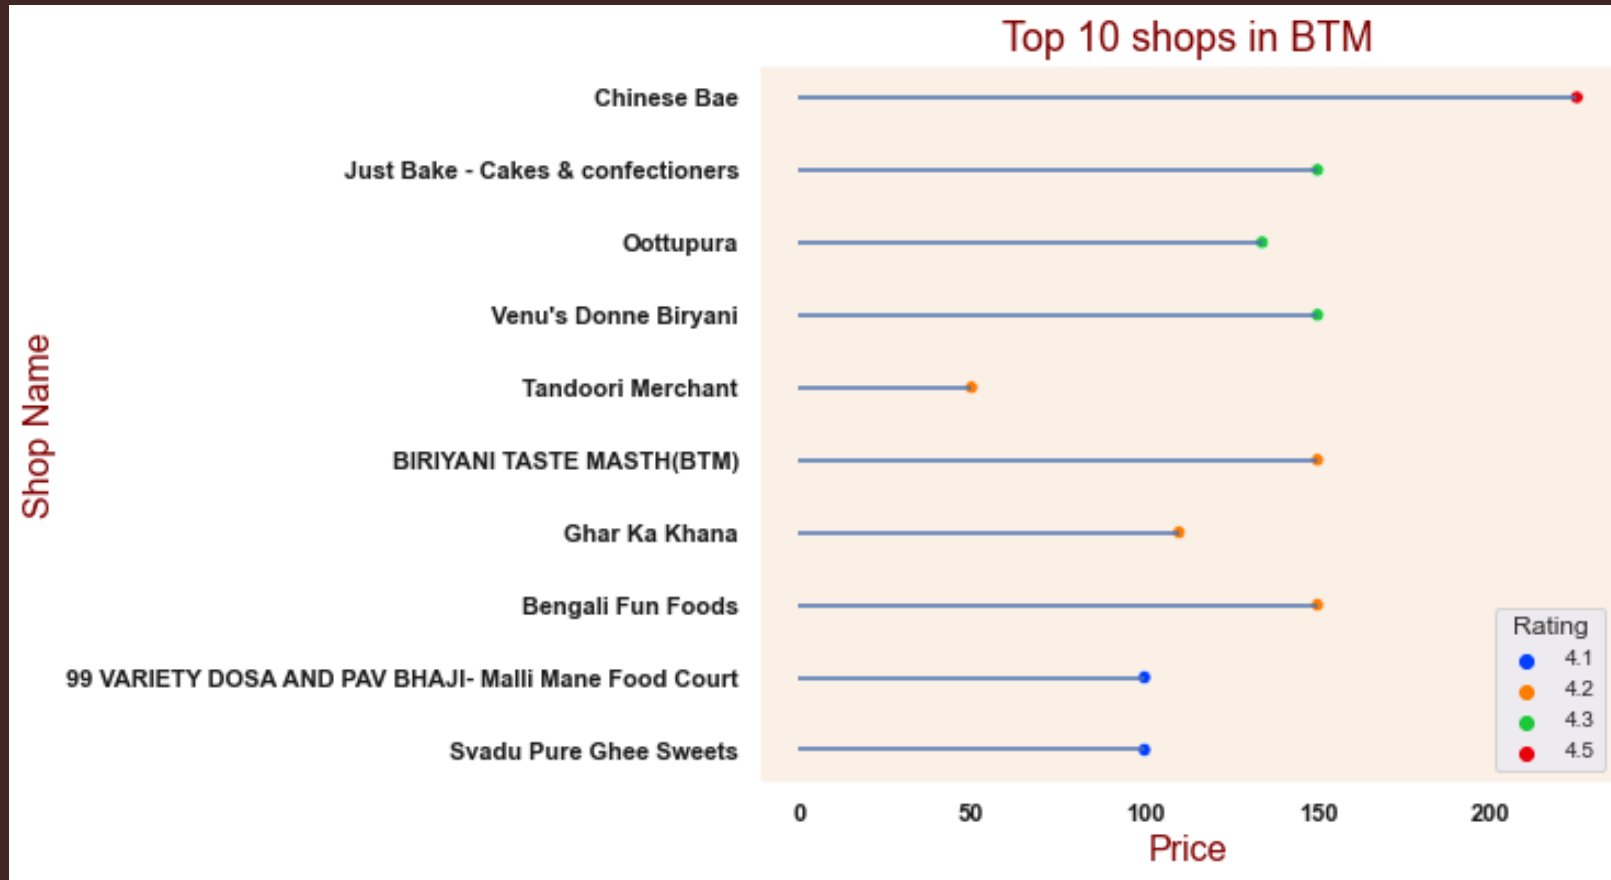 Top 10 shops in BTM
Shop Name
Chinese Bae
Just Bake - Cakes & confectioners
Oottupura
Venu's Donne Biryani
Tandoori Merchant
BIRIYANI TASTE MASTH(BTM)
Ghar Ka Khana
Bengali Fun Foods
99 VARIETY DOSA AND PAV BHAJI- Malli Mane Food Court
Svadu Pure Ghee Sweets
Rating
4.1
4.2
4.3
4.5
0 50 100 150 200
Price